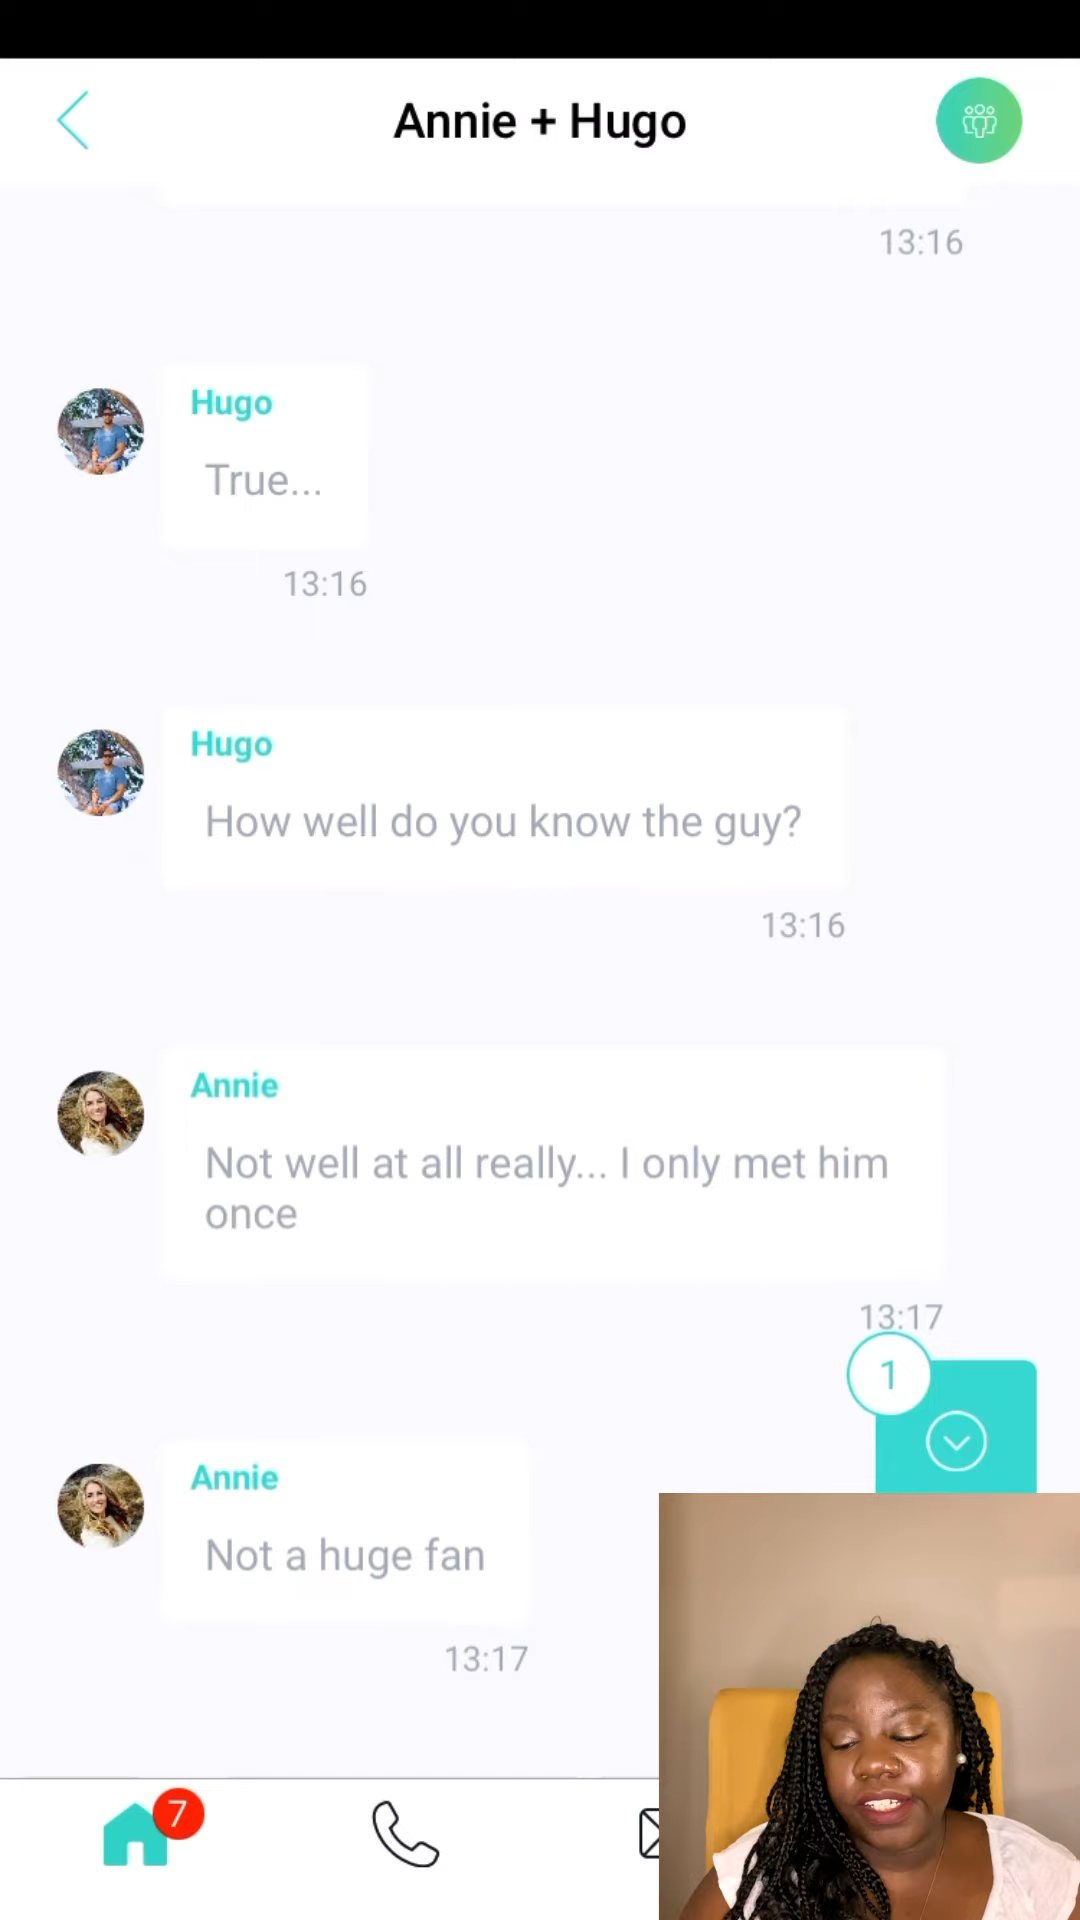 Annie + Hugo
13:16
Hugo
True...
13:16
Hugo
How well do you know the guy?
13:16
Annie
Not well at all really... I only met him
once
13:17
1
Annie
Not a huge fan
13:17
7